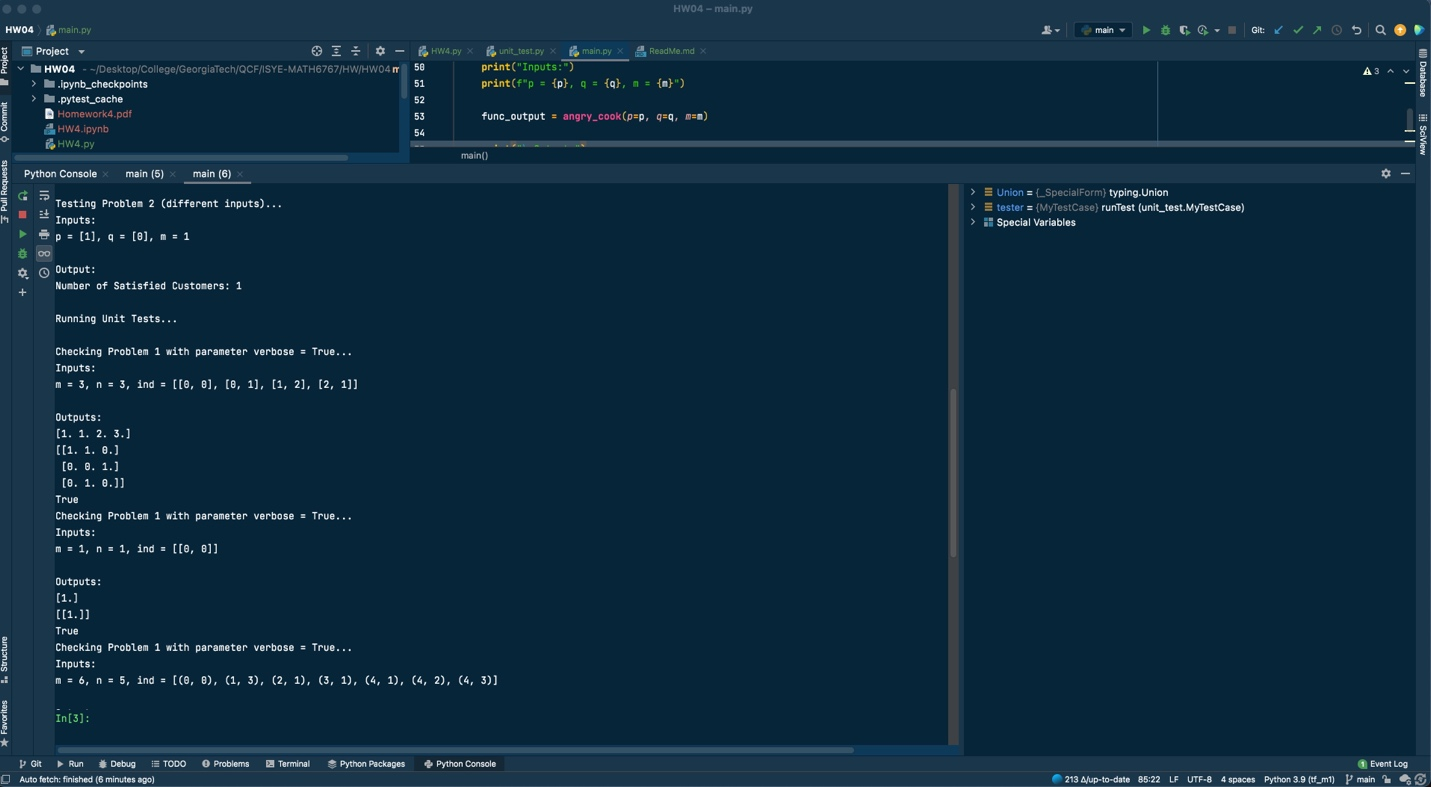 HW04 – main.py
HW04 main.py
main
Git:
Project
HW4.py
unit_test.py
main.py
ReadMe.md
HW04 - ~/Desktop/College/GeorgiaTech/QCF/ISYE-MATH6767/HW/HW04 m
.ipynb_checkpoints
.pytest_cache
Homework4.pdf
HW4.ipynb
HW4.py
50 print("Inputs:")
51 print(f"p = {p}, q = {q}, m = {m}")
52
53 func_output = angry_cook(p=p, q=q, m=m)
54
3
main()
Python Console
main (5)
main (6)
Testing Problem 2 (different inputs)...
Inputs:
p = [1], q = [0], m = 1
Output:
Number of Satisfied Customers: 1
Running Unit Tests...
Checking Problem 1 with parameter verbose = True...
Inputs:
m = 3, n = 3, ind = [[0, 0], [0, 1], [1, 2], [2, 1]]
Outputs:
[1. 1. 2. 3.]
[[1. 1. 0.]
[0. 0. 1.]
[0. 1. 0.]]
True
Checking Problem 1 with parameter verbose = True...
Inputs:
m = 1, n = 1, ind = [[0, 0]]
Outputs:
[1.]
[[1.]]
True
Checking Problem 1 with parameter verbose = True...
Inputs:
m = 6, n = 5, ind = [(0, 0), (1, 3), (2, 1), (3, 1), (4, 1), (4, 2), (4, 3)]
In[3]:
Union = {_SpecialForm} typing.Union
tester = {MyTestCase} runTest (unit_test.MyTestCase)
Special Variables
Project
Commit
Pull Requests
Structure
Favorites
Database
SciView
Git
Run
Debug
TODO
Problems
Terminal
Python Packages
Python Console
1 Event Log
Auto fetch: finished (6 minutes ago)
213 Δ/up-to-date
85:22
LF
UTF-8
4 spaces
Python 3.9 (tf_m1)
main